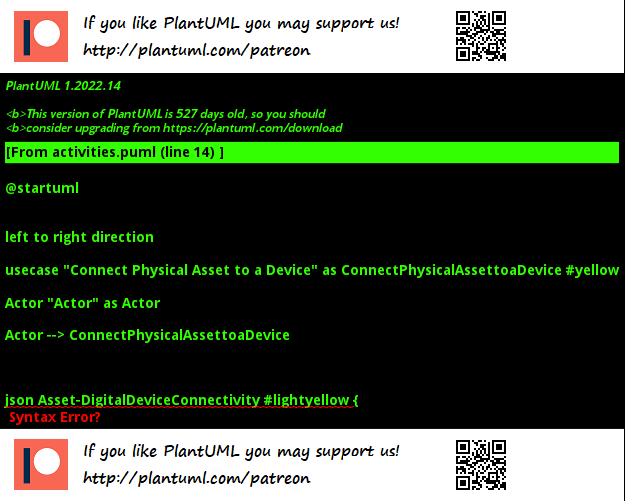 If you like PlantUML you may support us!
http://plantuml.com/patreon
PlantUML 1.2022.14
<b>This version of PlantUML is 527 days old, so you should
<b>consider upgrading from https://plantuml.com/download
[From activities.puml (line 14) ]
@startuml
left to right direction
usecase "Connect Physical Asset to a Device" as ConnectPhysicalAssettoaDevice #yellow
Actor "Actor" as Actor
Actor --> ConnectPhysicalAssettoaDevice
json Asset-DigitalDeviceConnectivity #lightyellow {
Syntax Error?
If you like PlantUML you may support us!
http://plantuml.com/patreon